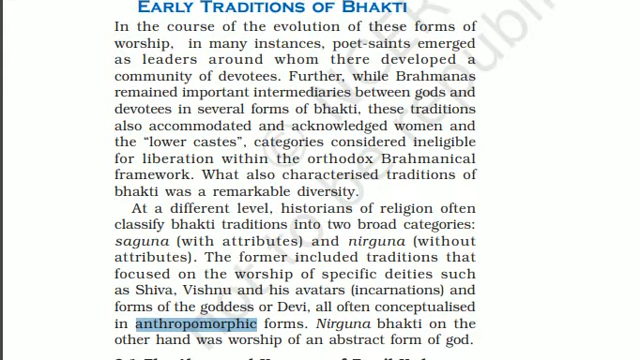 EARLY TRADITIONS OF BHAKTI
In the course of the evolution of these forms of
worship, in many instances, poet-saints emerged
as leaders around whom there developed a
community of devotees. Further, while Brahmanas
remained important intermediaries between gods and
devotees in several forms of bhakti, these traditions
also accommodated and acknowledged women and
the “lower castes”, categories considered ineligible
for liberation within the orthodox Brahmanical
framework. What also characterised traditions of
bhakti was a remarkable diversity.
At a different level, historians of religion often
classify bhakti traditions into two broad categories:
saguna (with attributes) and nirguna (without
attributes). The former included traditions that
focused on the worship of specific deities such
as Shiva, Vishnu and his avatars (incarnations) and
forms of the goddess or Devi, all often conceptualised
in anthropomorphic forms. Nirguna bhakti on the
other hand was worship of an abstract form of god.
© NCER
not to be republi